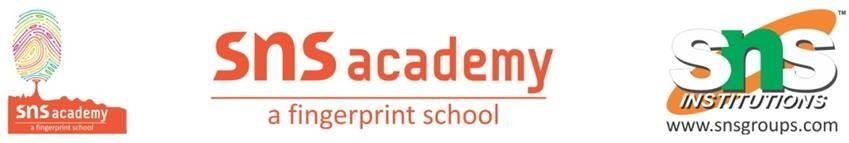 sns academy
a fingerprint school
sns academy
a fingerprint school
sns
INSTITUTIONS
TM
www.snsgroups.com